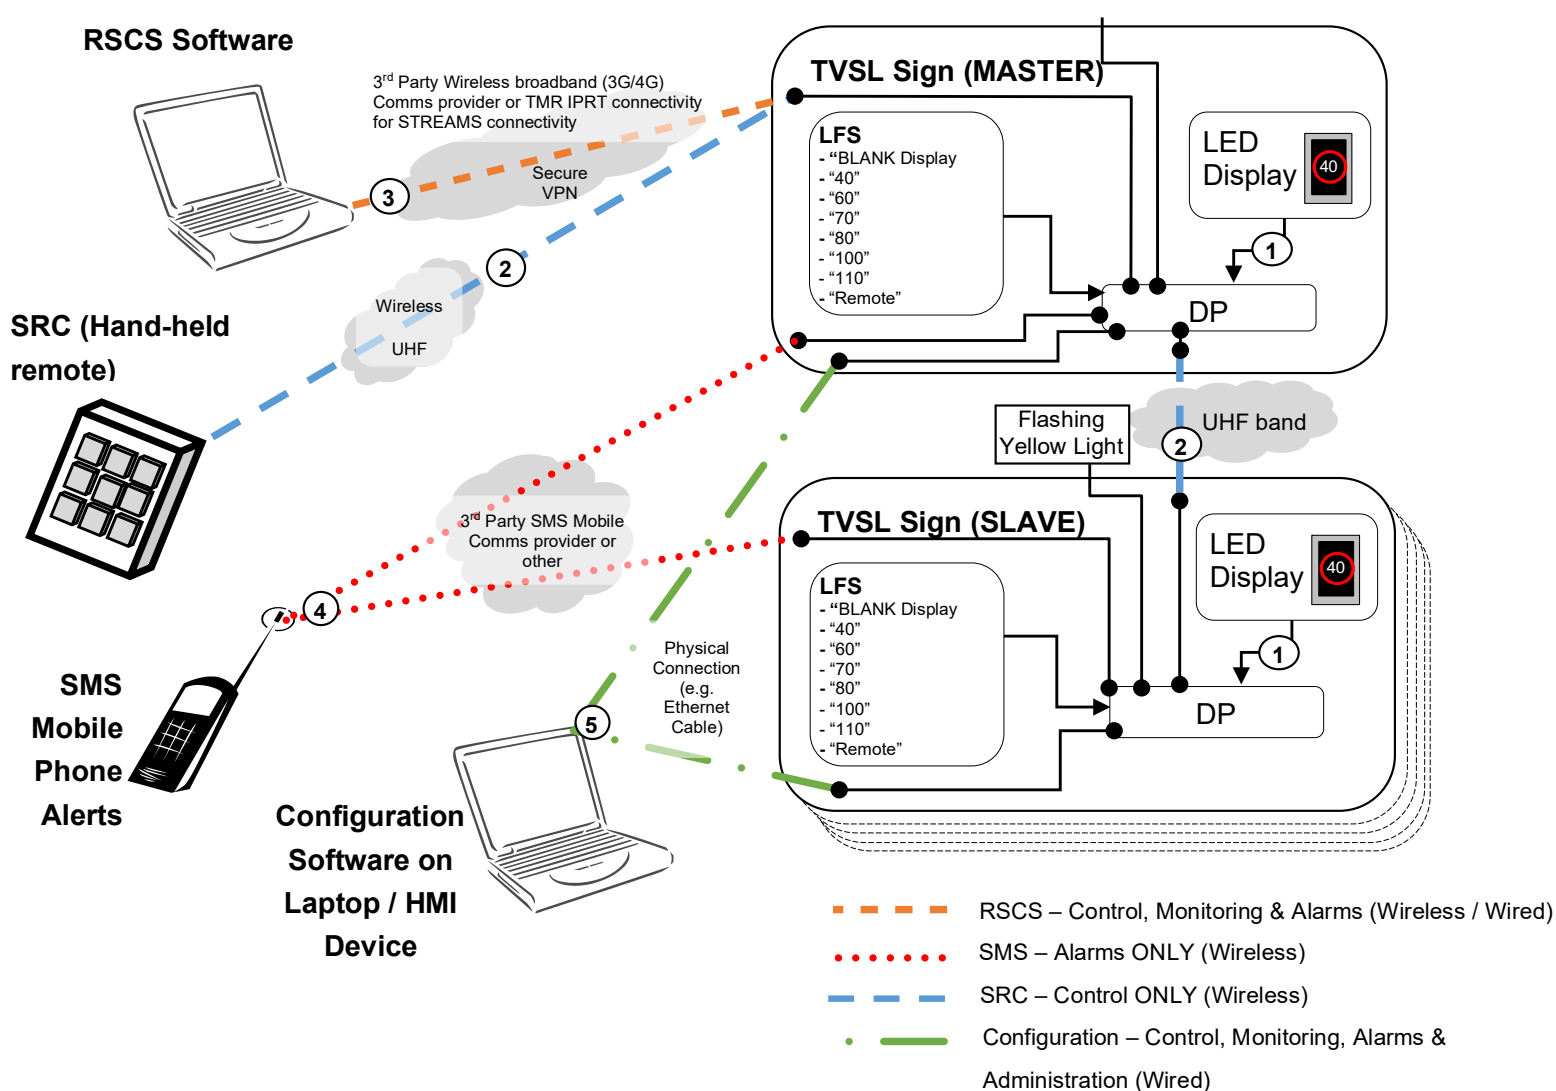 RSCS Software
3rd Party Wireless broadband (3G/4G)
Comms provider or TMR IPRT connectivity
for STREAMS connectivity
Secure
VPN
3
2
Wireless
UHF
SRC (Hand-held
remote)
TVSL Sign (MASTER)
LFS
- “BLANK Display
- “40”
- “60”
- “70”
- “80”
- “100”
- “110”
- “Remote”
LED
Display
40
1
DP
Flashing
Yellow Light
UHF band
2
3rd Party SMS Mobile
Comms provider or
other
4
SMS
Mobile
Phone
Alerts
TVSL Sign (SLAVE)
LFS
- “BLANK Display
- “40”
- “60”
- “70”
- “80”
- “100”
- “110”
- “Remote”
LED
Display
40
1
DP
Physical
Connection
(e.g.
Ethernet
Cable)
5
Configuration
Software on
Laptop / HMI
Device
RSCS – Control, Monitoring & Alarms (Wireless / Wired)
SMS – Alarms ONLY (Wireless)
SRC – Control ONLY (Wireless)
Configuration – Control, Monitoring, Alarms &
Administration (Wired)